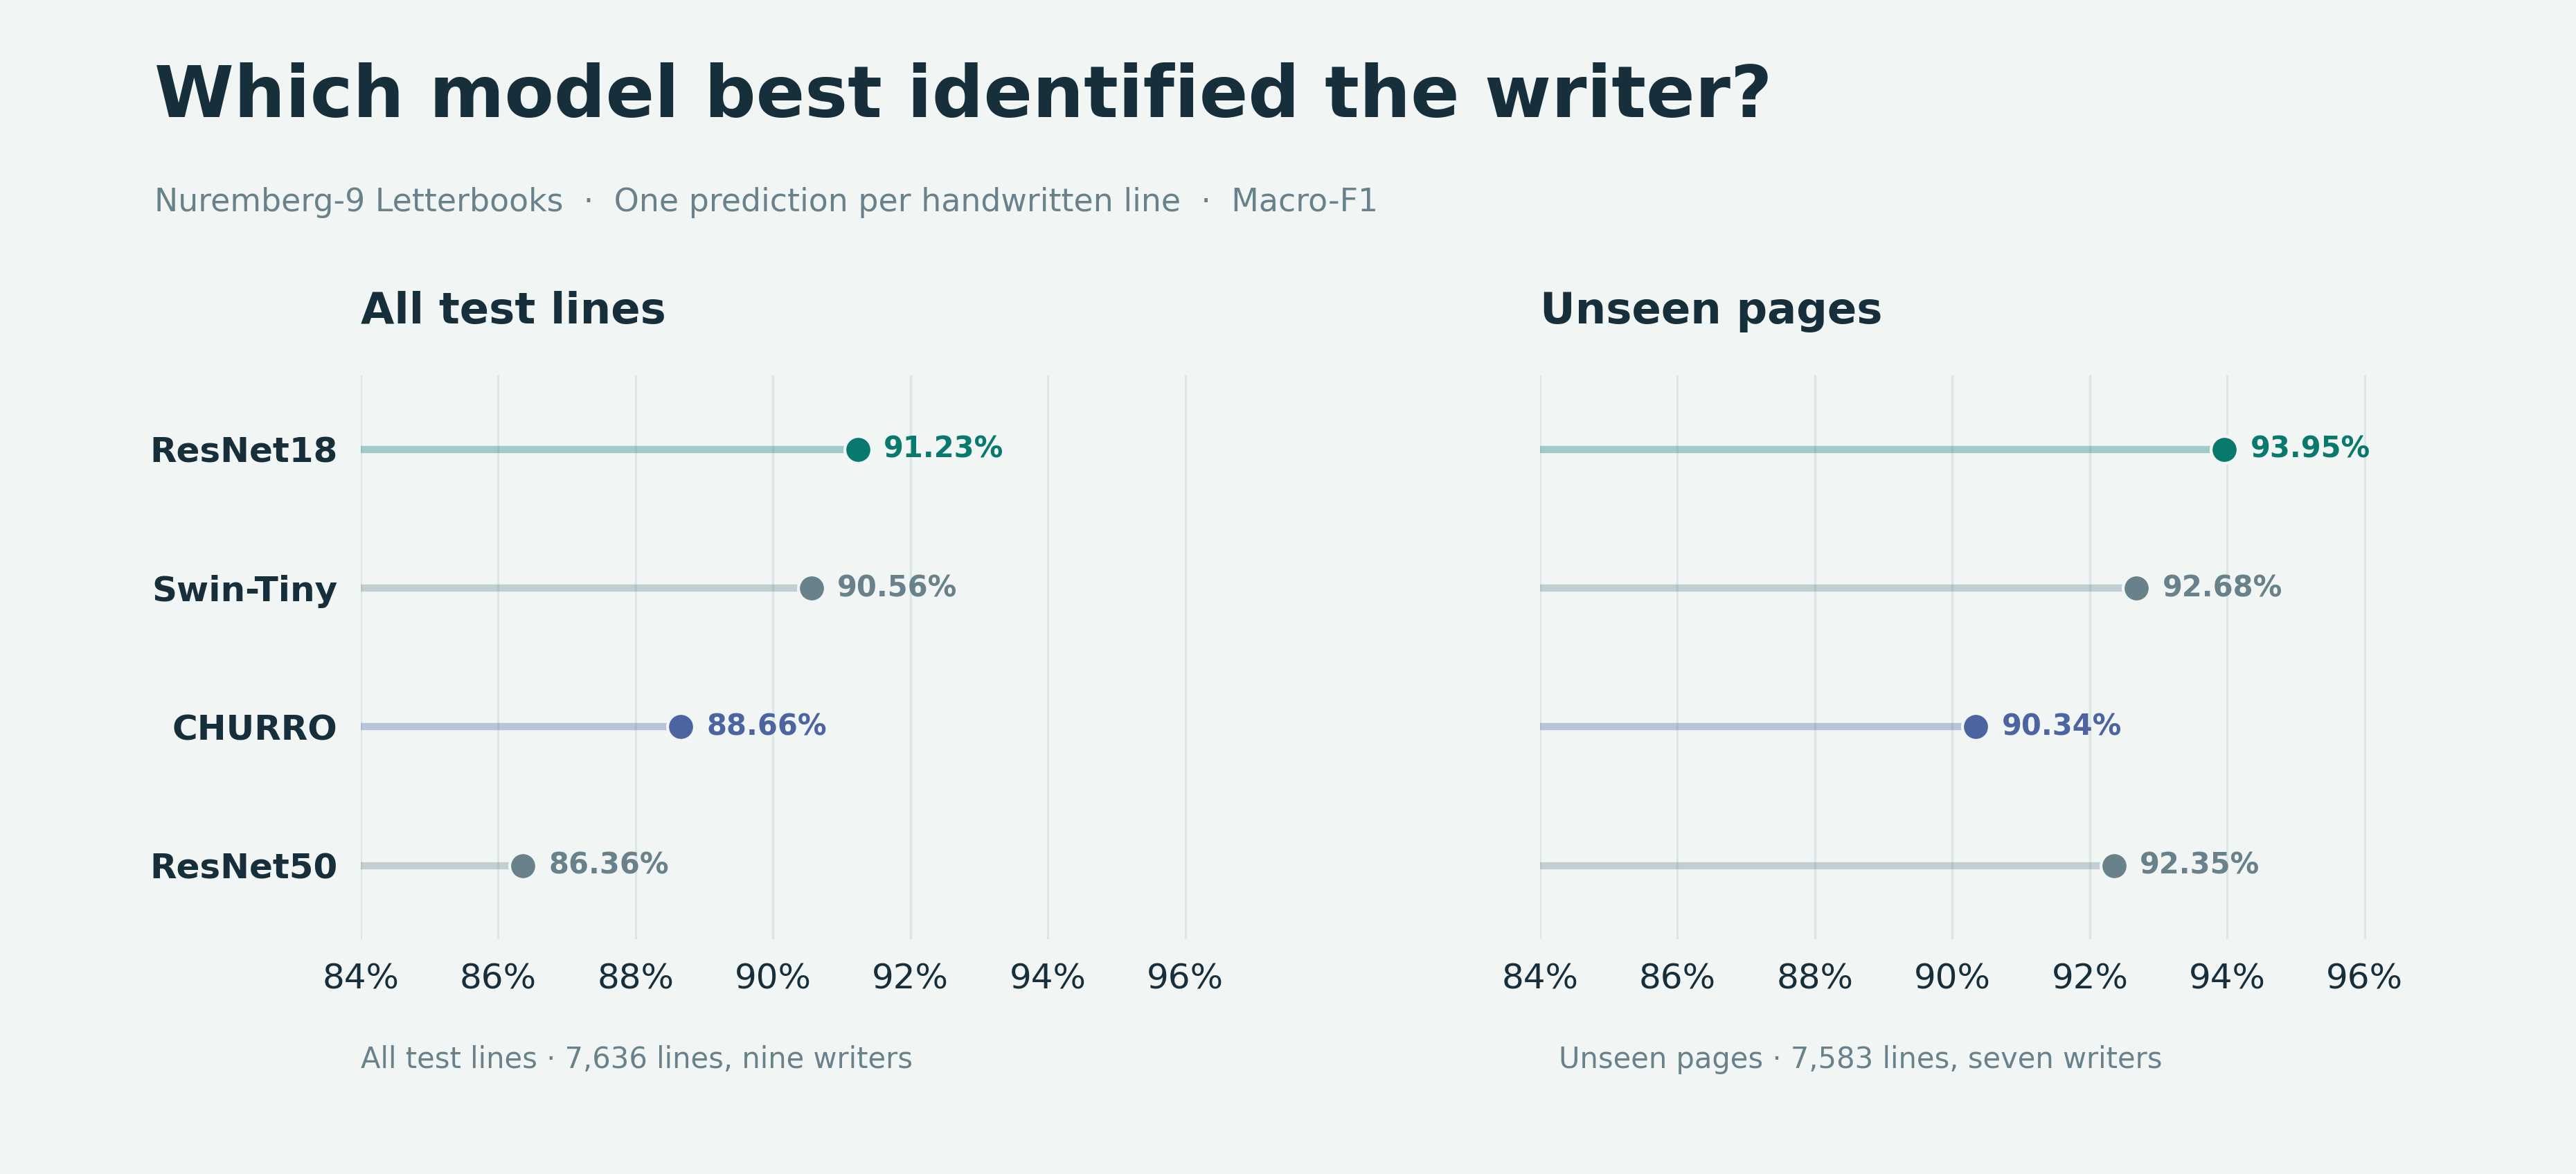 Which model best identified the writer?
Nuremberg-9 Letterbooks · One prediction per handwritten line · Macro-F1
All test lines
ResNet18 91.23%
Swin-Tiny 90.56%
CHURRO 88.66%
ResNet50 86.36%
84% 86% 88% 90% 92% 94% 96%
All test lines · 7,636 lines, nine writers
Unseen pages
93.95%
92.68%
90.34%
92.35%
84% 86% 88% 90% 92% 94% 96%
Unseen pages · 7,583 lines, seven writers